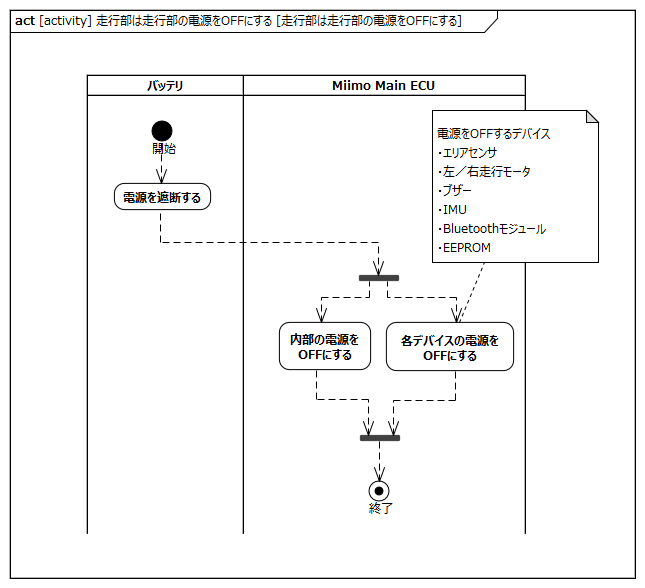 act [activity] 走行部は走行部の電源をOFFにする [走行部は走行部の電源をOFFにする]
バッテリ
Miimo Main ECU
開始
電源を遮断する
電源をOFFするデバイス
・エリアセンサ
・左／右走行モータ
・ブザー
・IMU
・Bluetoothモジュール
・EEPROM
内部の電源を
OFFにする
各デバイスの電源を
OFFにする
終了